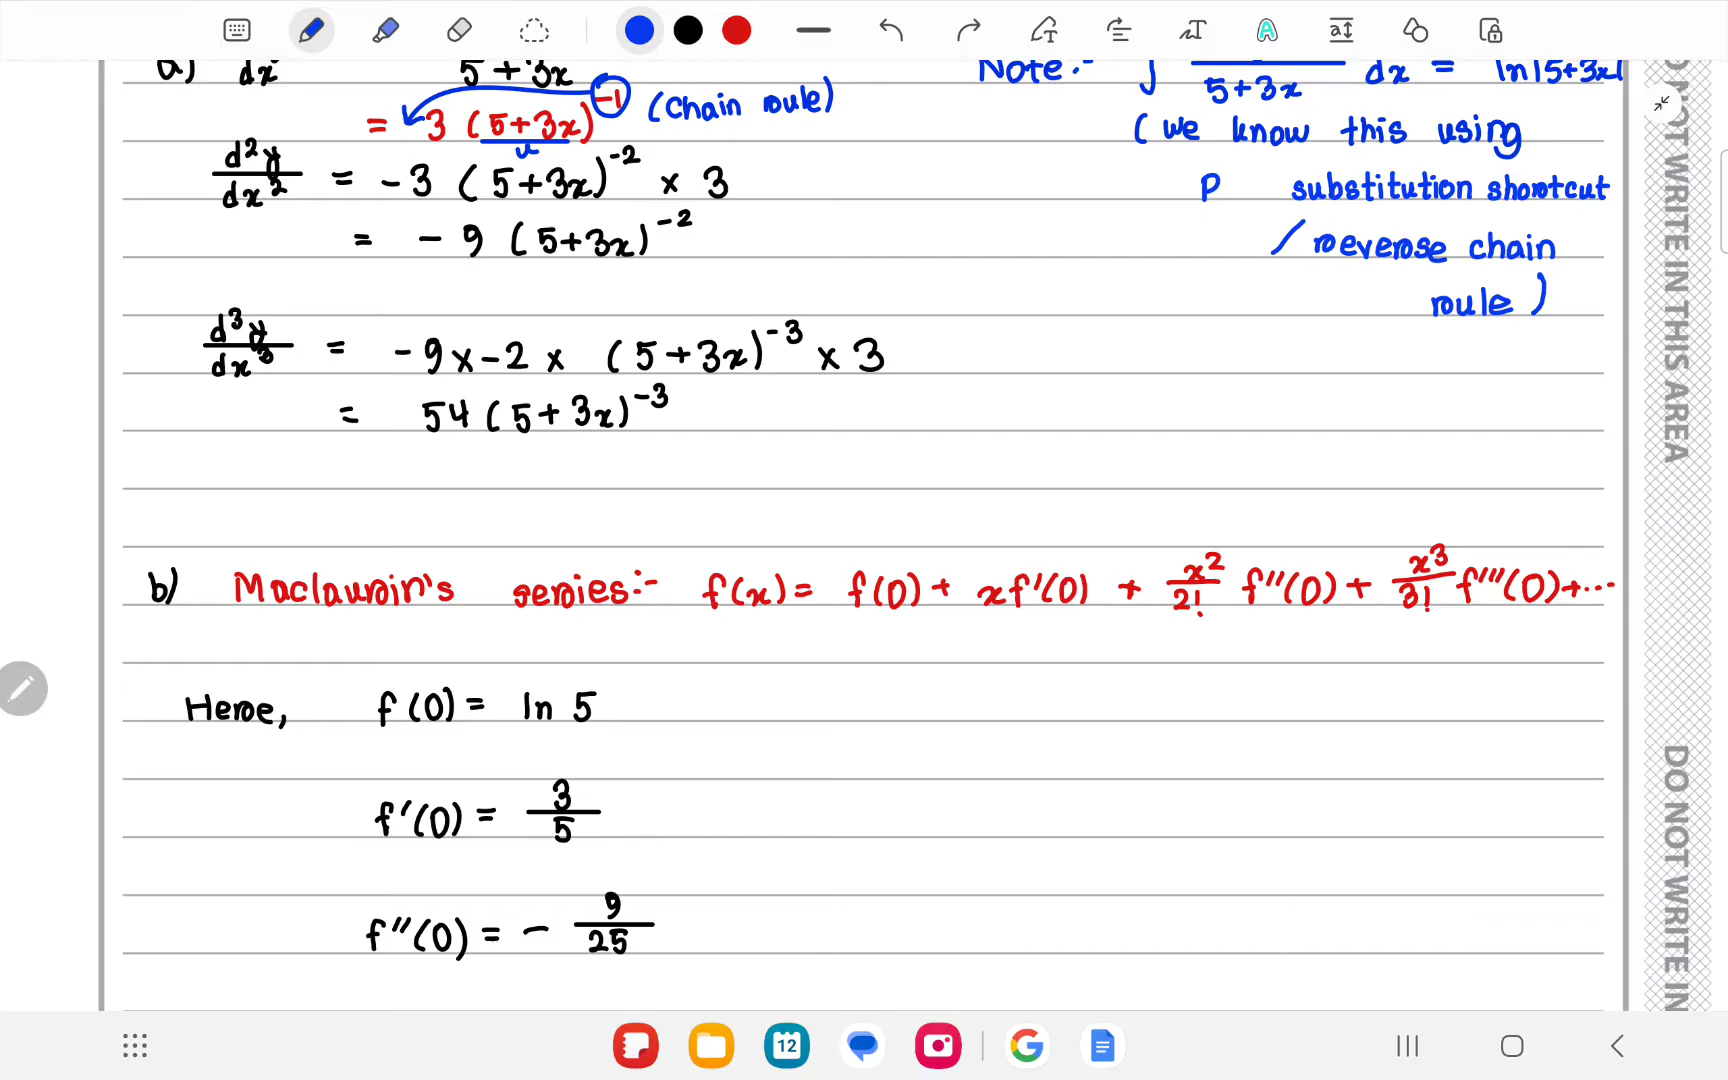 a) dx 5+3x Note:- ∫ 5+3x dx = ln|5+3x|
= 3 (5+3x)^-1 (Chain rule)
u
(we know this using
d²y/dx² = -3 (5+3x)^-2 × 3
P substitution shortcut
= - 9 (5+3x)^-2
/ reverse chain
rule)
d³y/dx³ = -9 x -2 x (5+3x)^-3 x 3
= 54 (5+3x)^-3
b) Maclaurin's series:- f(x) = f(0) + xf'(0) + x²/2! f''(0) + x³/3! f'''(0) +...
Here, f(0) = ln 5
f'(0) = 3/5
f''(0) = - 9/25
DO NOT WRITE IN THIS AREA
DO NOT WRITE IN
12